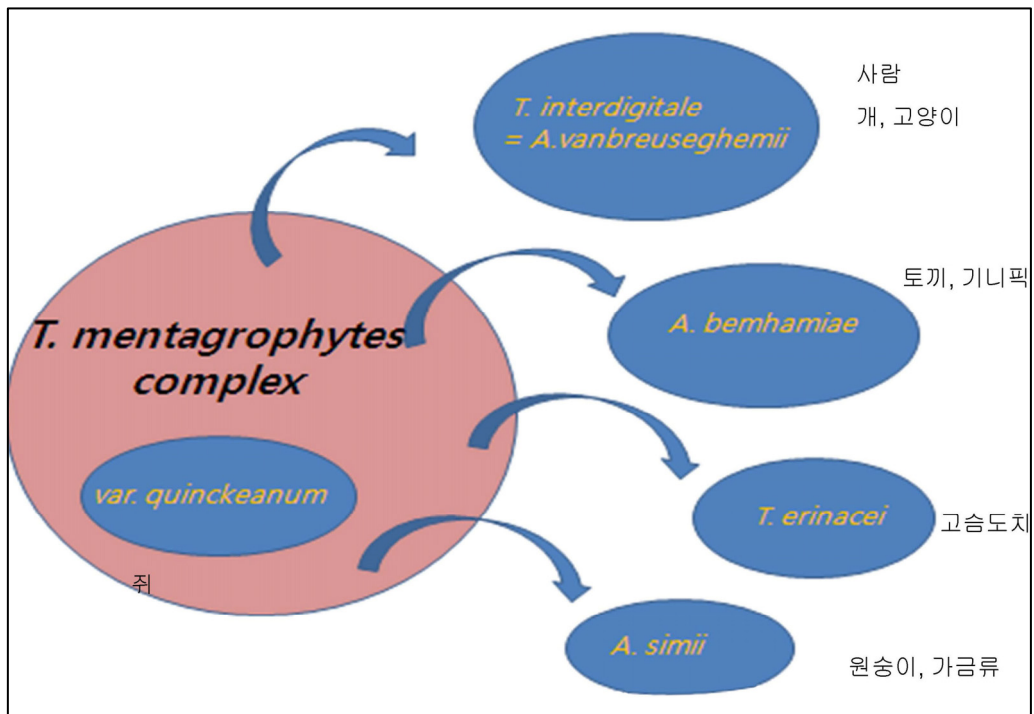 T. interdigitale
= A.vanbreuseghemii
사람
개, 고양이
A. bemhamiae
토끼, 기니픽
T. mentagrophytes
complex
var. quinckeanum
쥐
T. erinacei
고슴도치
A. simii
원숭이, 가금류